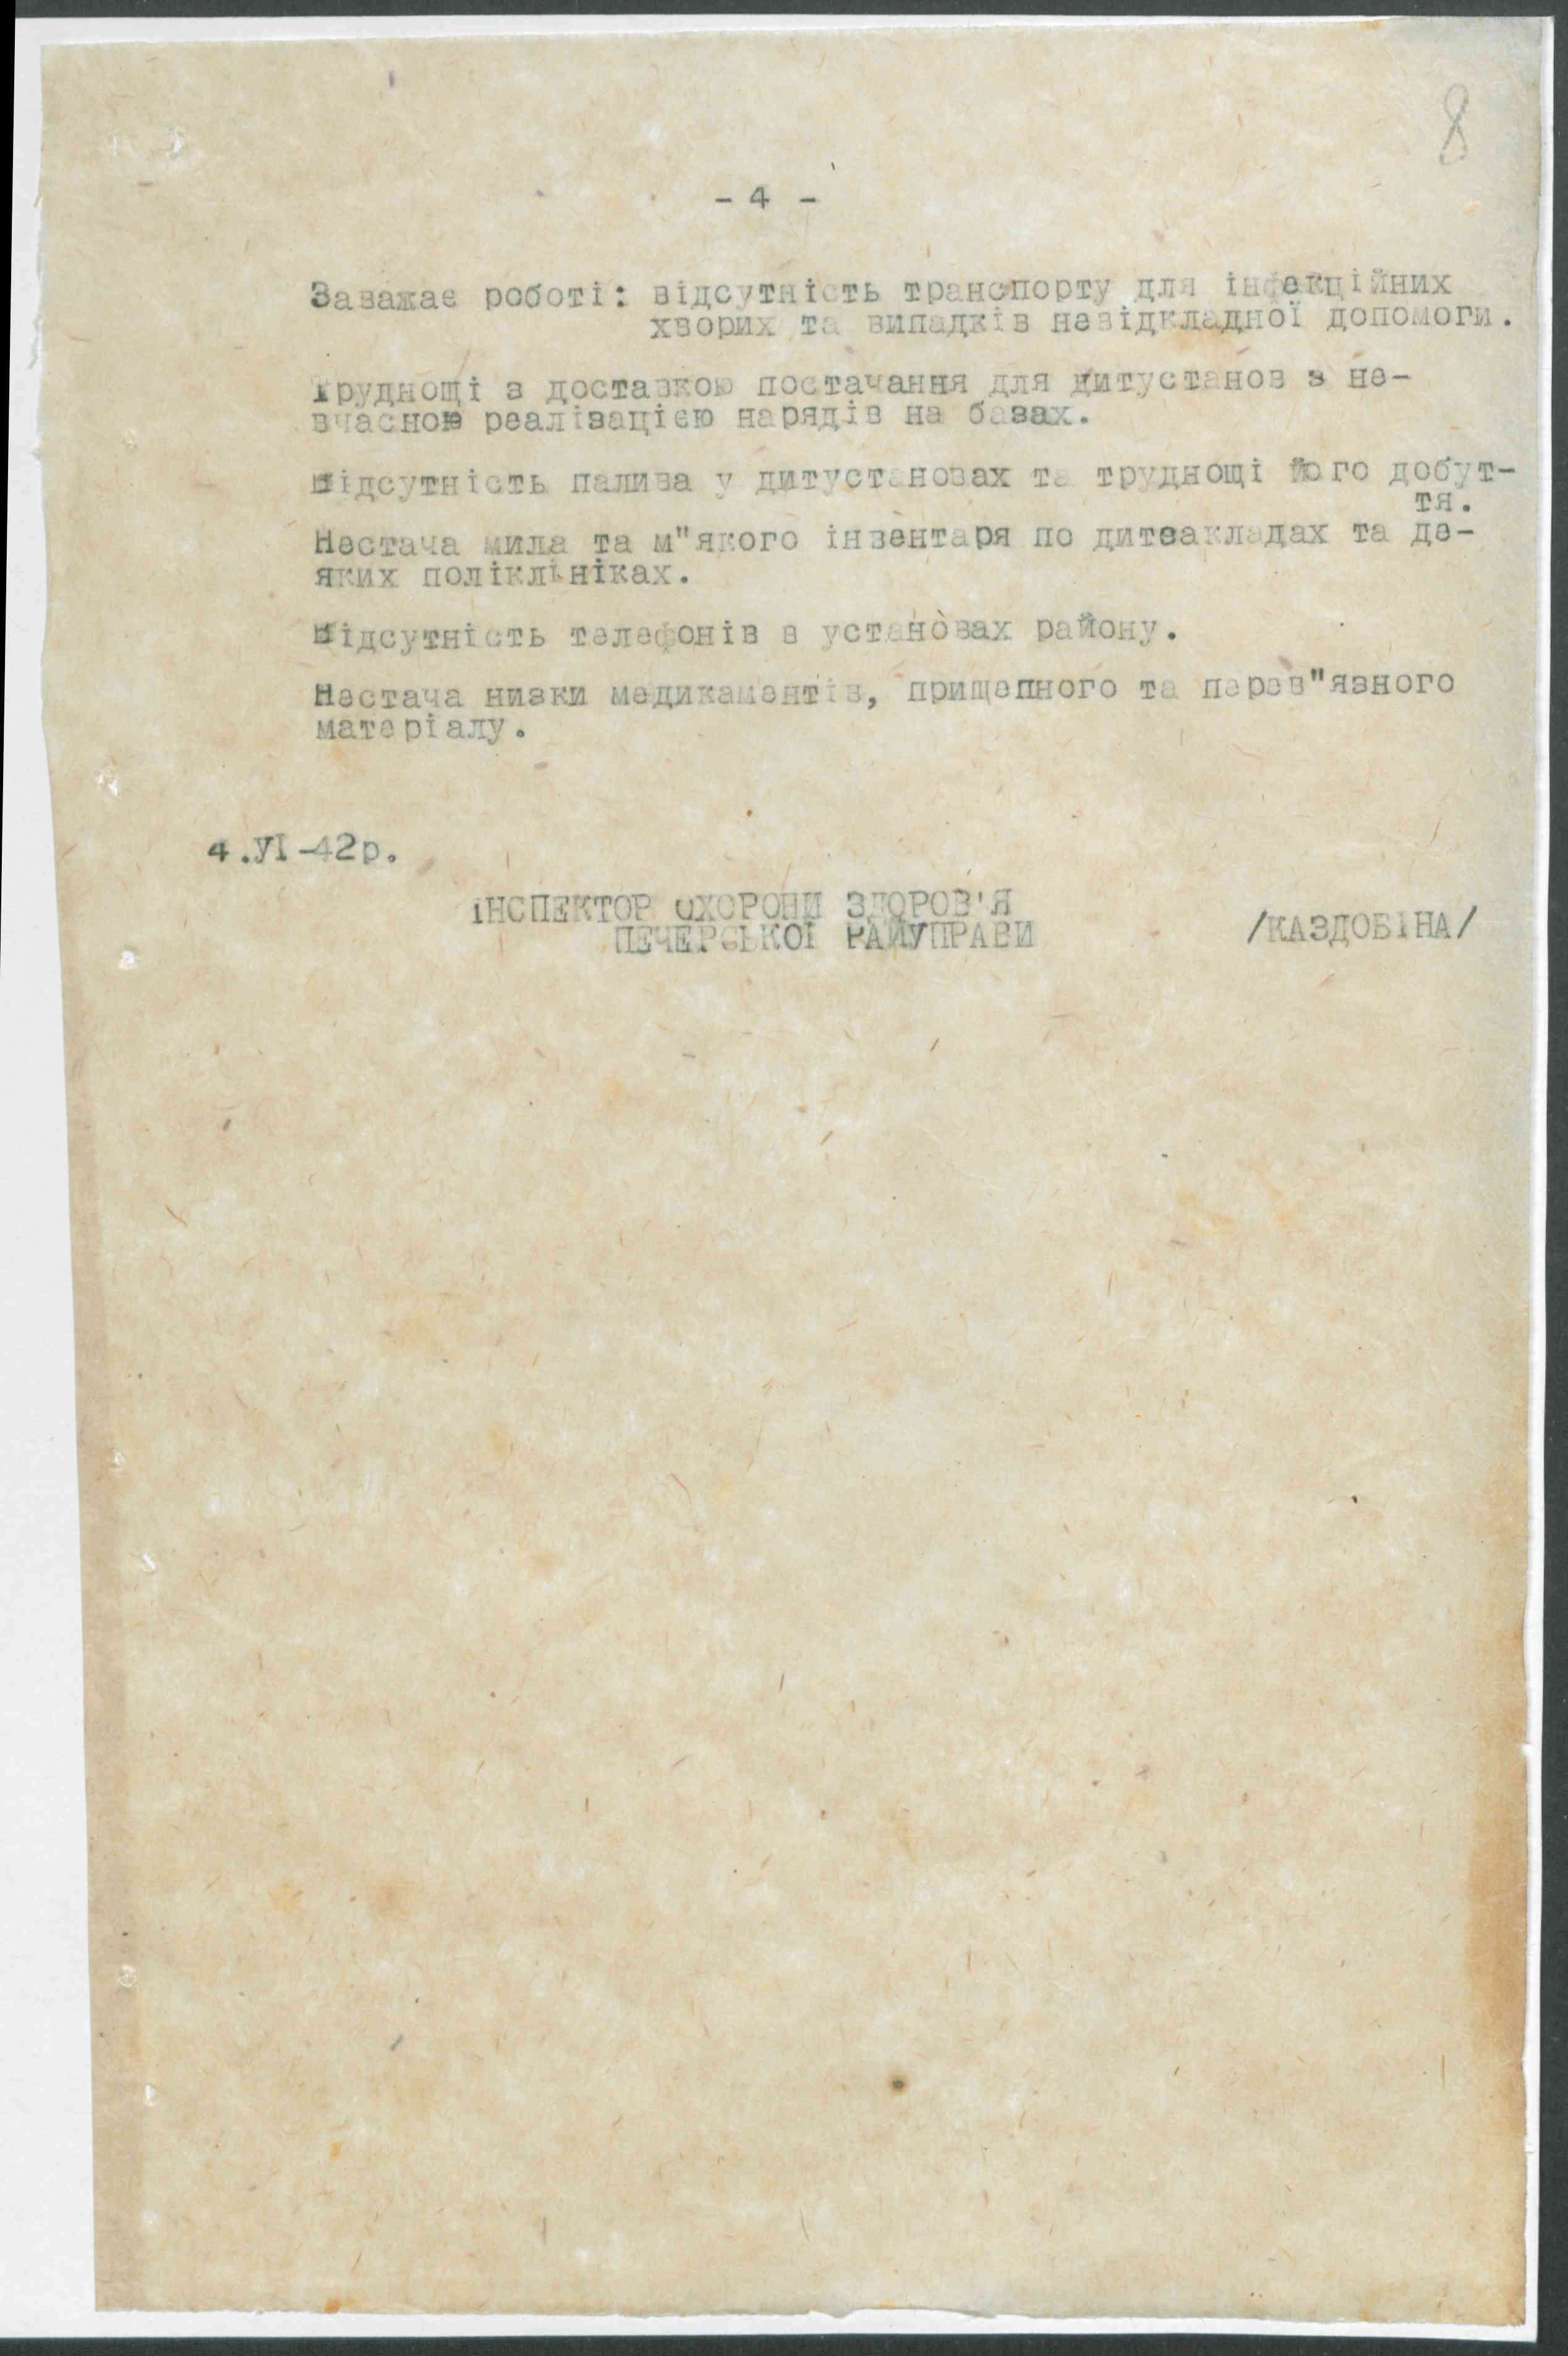 8
- 4 -
Заважає роботі: відсутність транспорту для інфекційних
хворих та випадків невідкладної допомоги.
Труднощі з доставкою постачання для дитустанов з не-
вчасною реалізацією нарядів на базах.
Відсутність палива у дитустановах та труднощі його добут-
тя.
Нестача мила та м"якого інвентаря по дитзакладах та де-
яких поліклініках.
Відсутність телефонів в установах району.
Нестача низки медикаментів, прищепного та перев"язного
матеріалу.
4.УІ-42р.
ІНСПЕКТОР ОХОРОНИ ЗДОРОВ'Я
ПЕЧЕРСЬКОЇ РАЙУПРАВИ /КАЗДОБІНА/